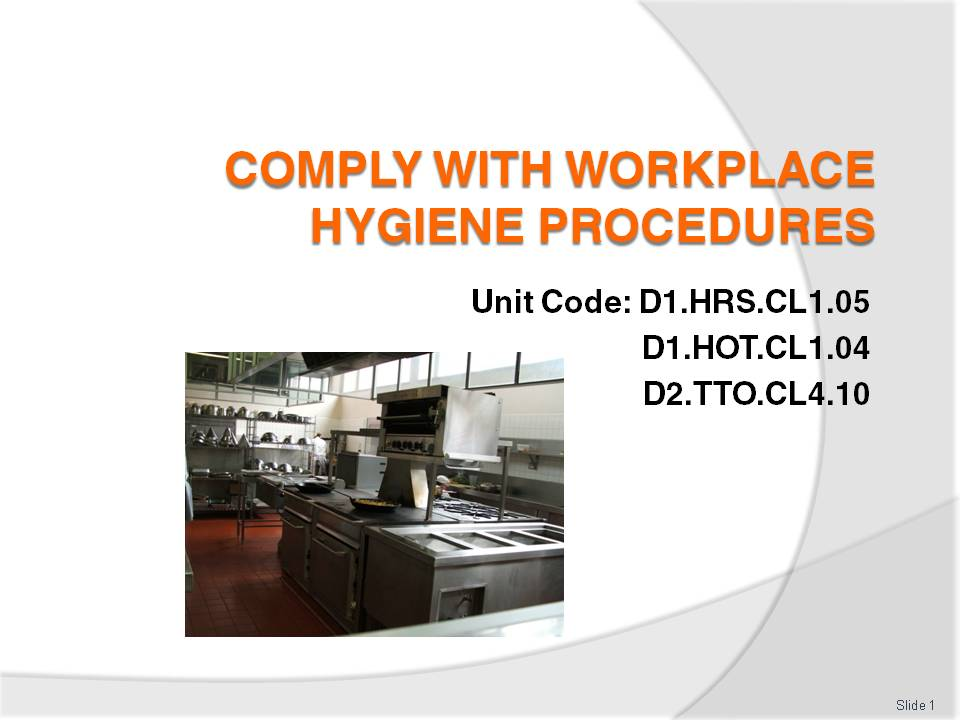 COMPLY WITH WORKPLACE
HYGIENE PROCEDURES
Unit Code: D1.HRS.CL1.05
D1.HOT.CL1.04
D2.TTO.CL4.10
Slide 1